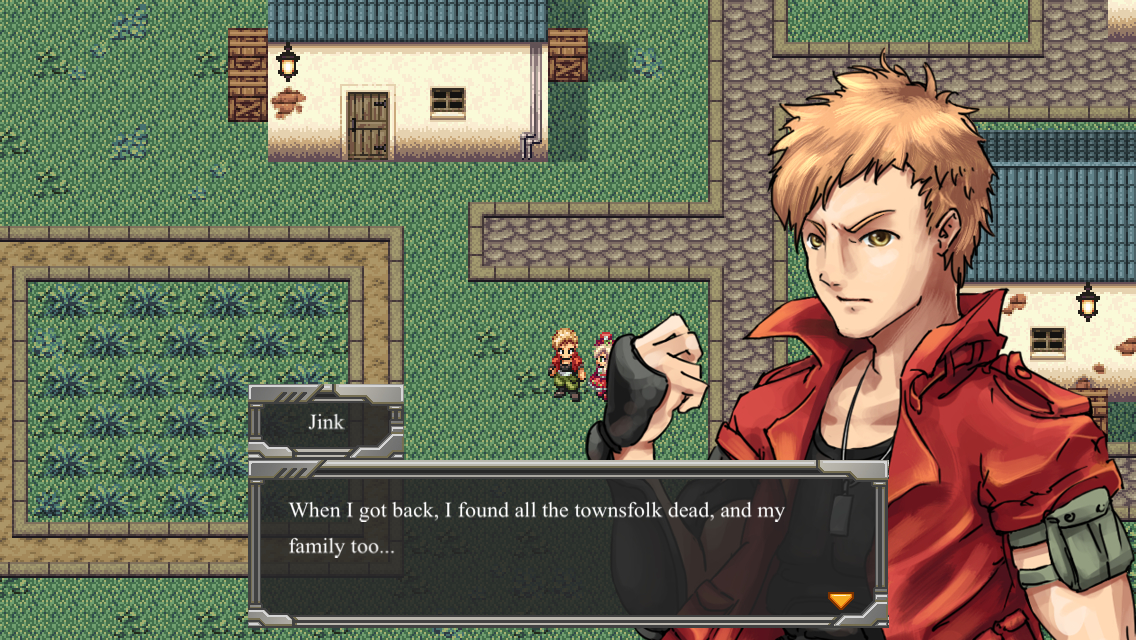 Jink
When I got back, I found all the townsfolk dead, and my
family too...